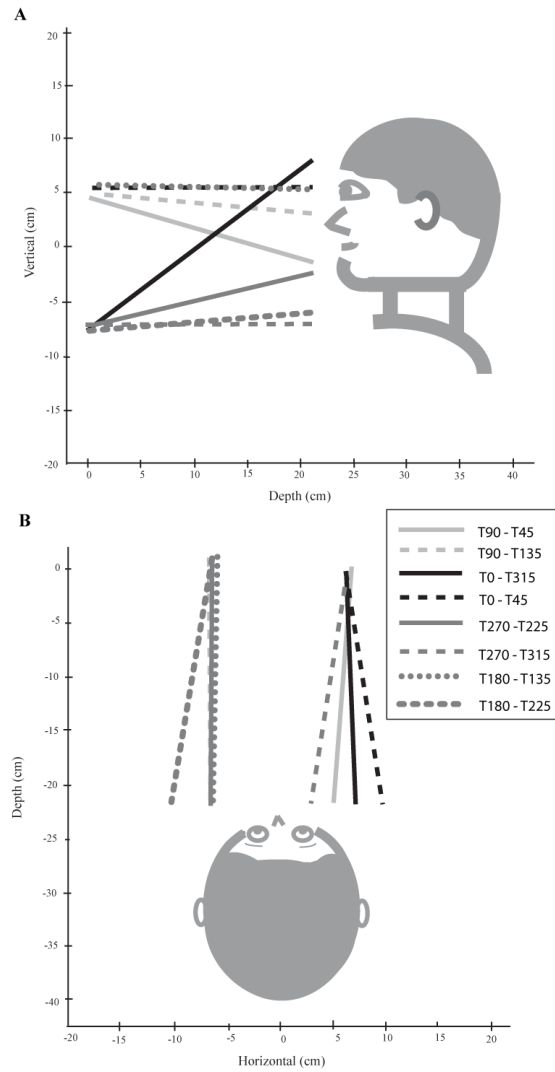 A
20
15
10
5
0
-5
-10
-15
-20
Vertical (cm)
0 5 10 15 20 25 30 35 40
Depth (cm)
B
T90 - T45
T90 - T135
T0 - T315
T0 - T45
T270 - T225
T270 - T315
T180 - T135
T180 - T225
0
-5
-10
-15
-20
-25
-30
-35
-40
Depth (cm)
-20 -15 -10 -5 0 5 10 15 20
Horizontal (cm)